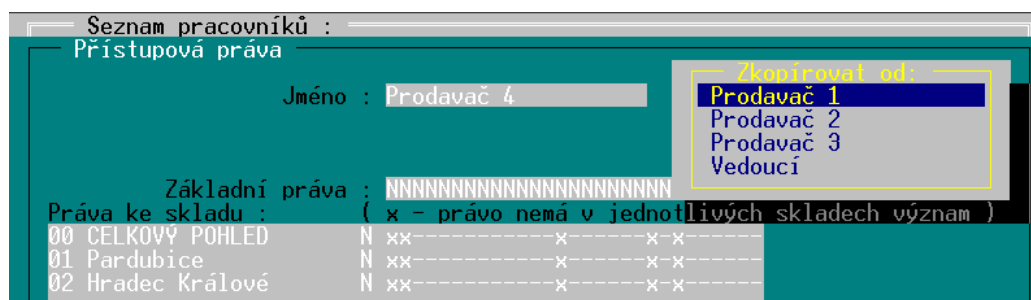 Seznam pracovníků :
Přístupová práva
Zkopírovat od:
Jméno : Prodavač 4
Prodavač 1
Prodavač 2
Prodavač 3
Vedoucí
Základní práva : NNNNNNNNNNNNNNNNNNNNNN
Práva ke skladu : ( x - právo nemá v jednotlivých skladech význam )
00 CELKOVÝ POHLED N xx-----------x------x-x------
01 Pardubice N xx-----------x------x-x------
02 Hradec Králové N xx-----------x------x-x------